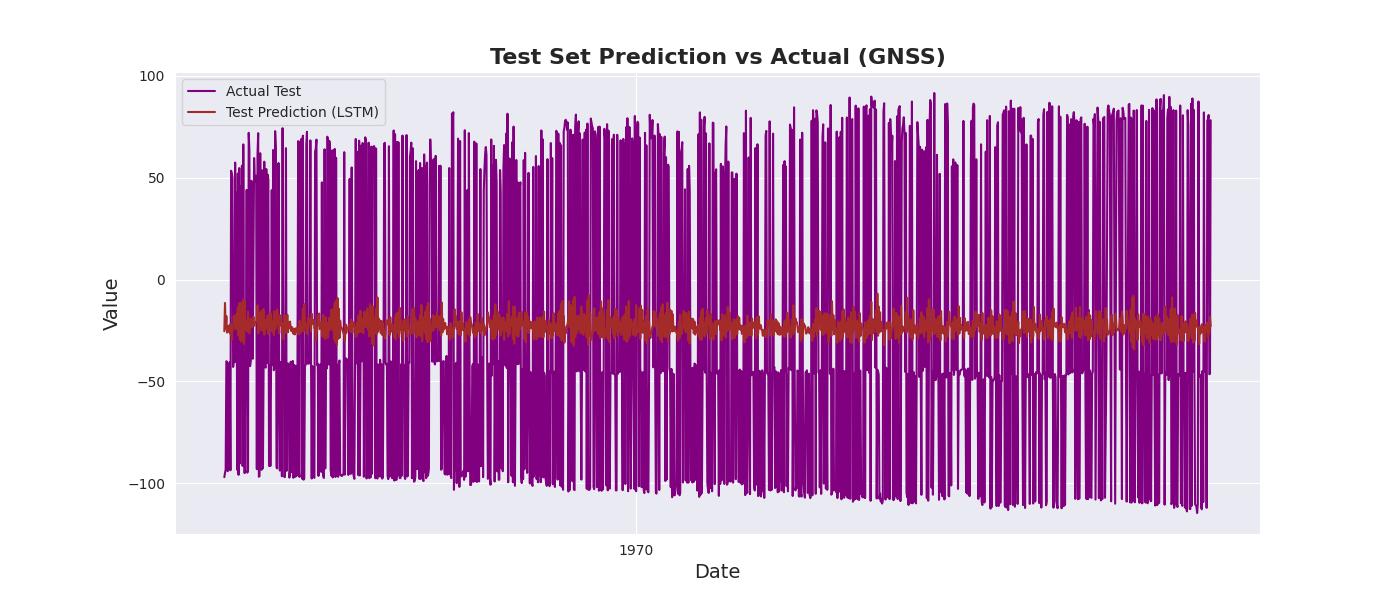 Test Set Prediction vs Actual (GNSS)
Actual Test
Test Prediction (LSTM)
100
50
0
−50
−100
Value
1970
Date